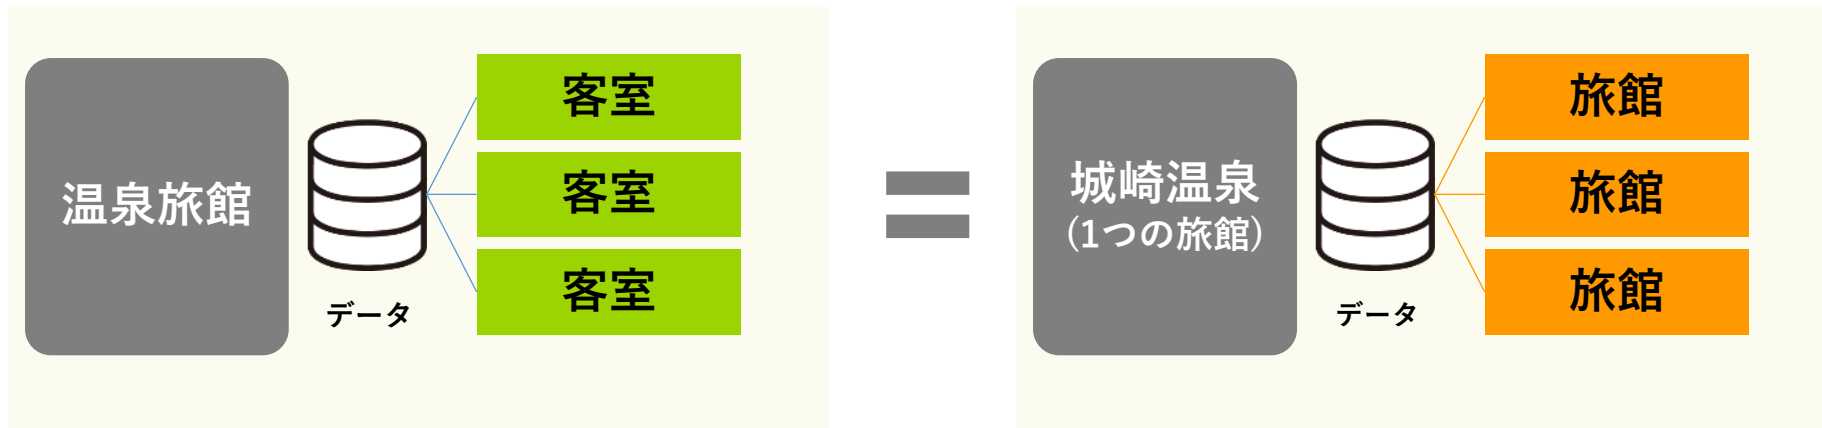 温泉旅館
データ
客室
客室
客室
城崎温泉
(1つの旅館)
データ
旅館
旅館
旅館